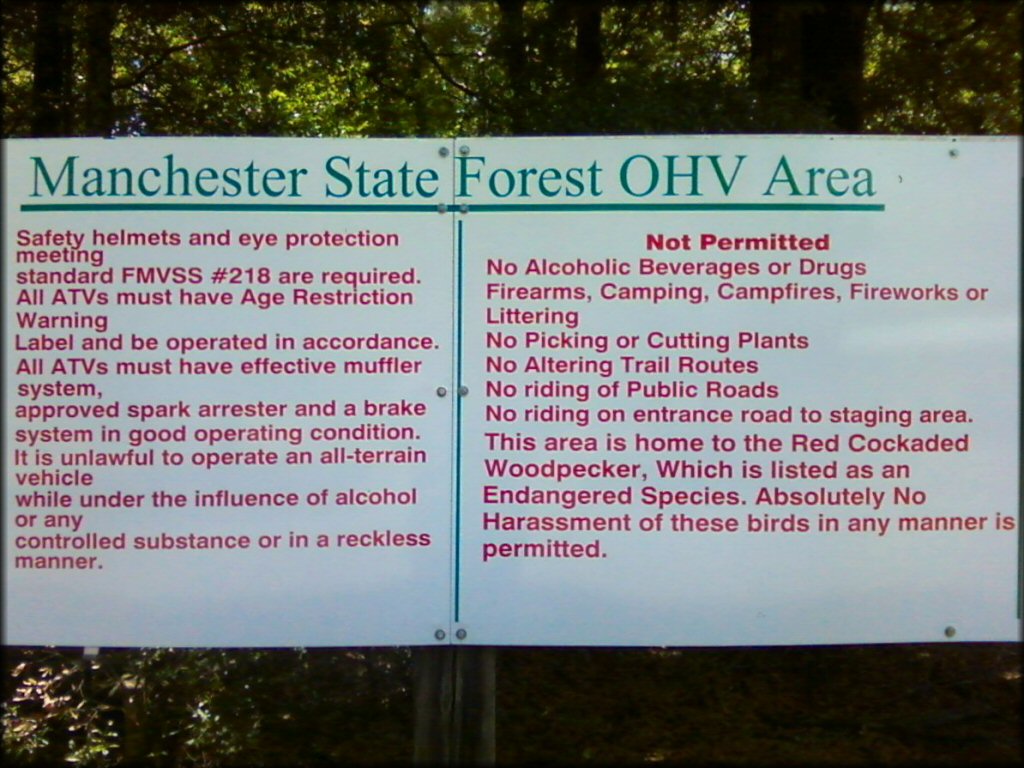 Manchester State Forest OHV Area
Safety helmets and eye protection
meeting
standard FMVSS #218 are required.
All ATVs must have Age Restriction
Warning
Label and be operated in accordance.
All ATVs must have effective muffler
system,
approved spark arrester and a brake
system in good operating condition.
It is unlawful to operate an all-terrain
vehicle
while under the influence of alcohol
or any
controlled substance or in a reckless
manner.
Not Permitted
No Alcoholic Beverages or Drugs
Firearms, Camping, Campfires, Fireworks or
Littering
No Picking or Cutting Plants
No Altering Trail Routes
No riding of Public Roads
No riding on entrance road to staging area.
This area is home to the Red Cockaded
Woodpecker, Which is listed as an
Endangered Species. Absolutely No
Harassment of these birds in any manner is
permitted.